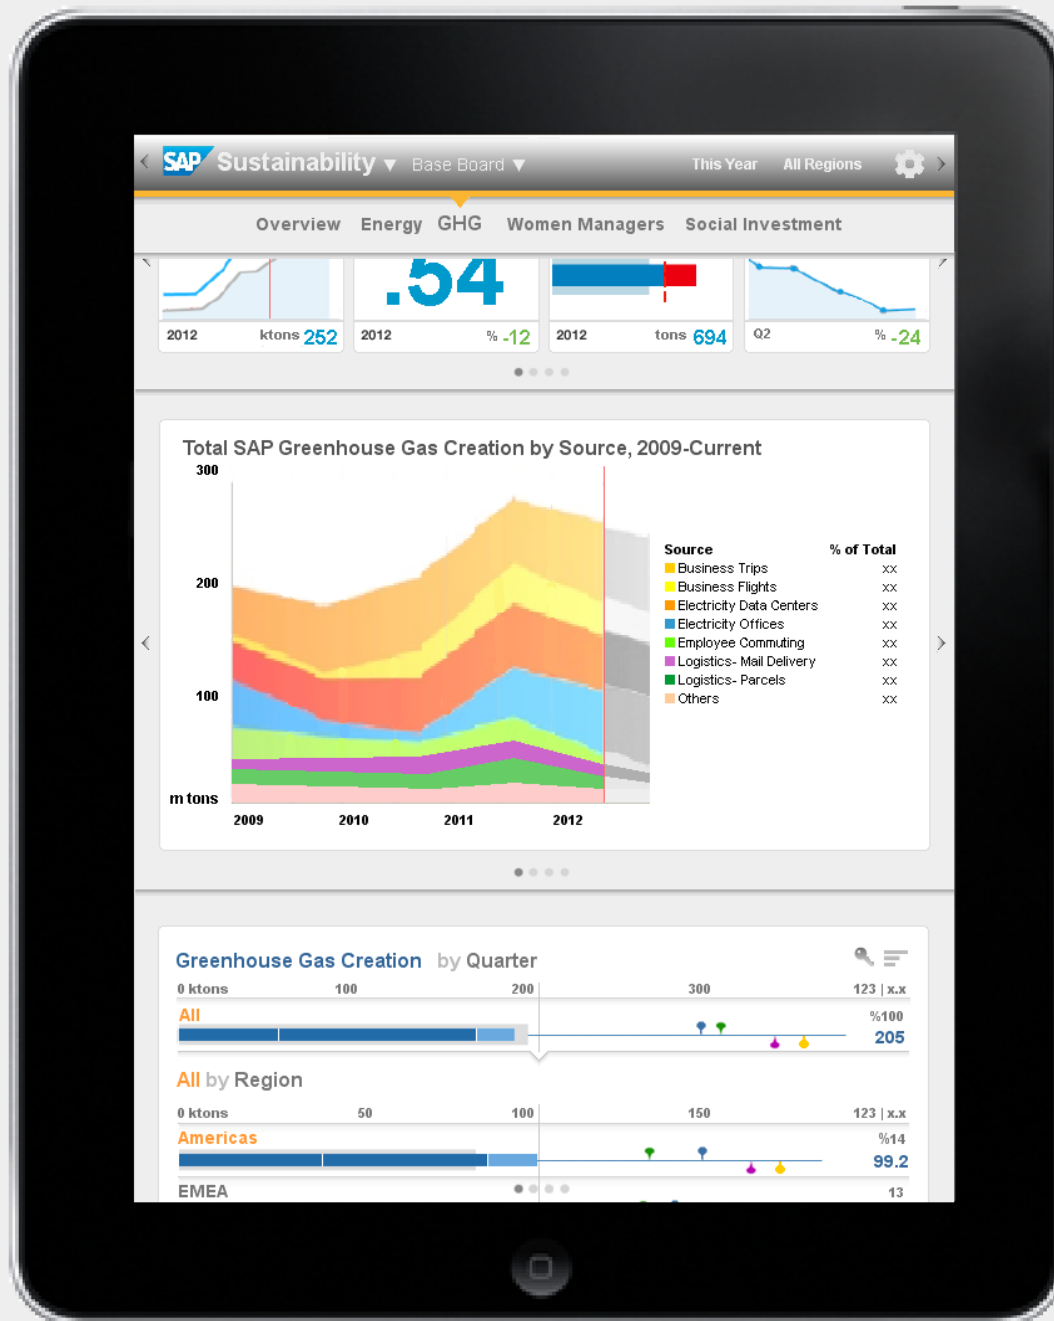 SAP Sustainability ▼ Base Board ▼ This Year All Regions
Overview Energy GHG Women Managers Social Investment
.54
2012 ktons 252
2012 % -12
2012 tons 694
Q2 % -24
Total SAP Greenhouse Gas Creation by Source, 2009-Current
300
200
100
m tons
2009 2010 2011 2012
Source % of Total
Business Trips xx
Business Flights xx
Electricity Data Centers xx
Electricity Offices xx
Employee Commuting xx
Logistics- Mail Delivery xx
Logistics- Parcels xx
Others xx
Greenhouse Gas Creation by Quarter
0 ktons 100 200 300 123 | x.x
All %100
205
All by Region
0 ktons 50 100 150 123 | x.x
Americas %14
99.2
EMEA 13